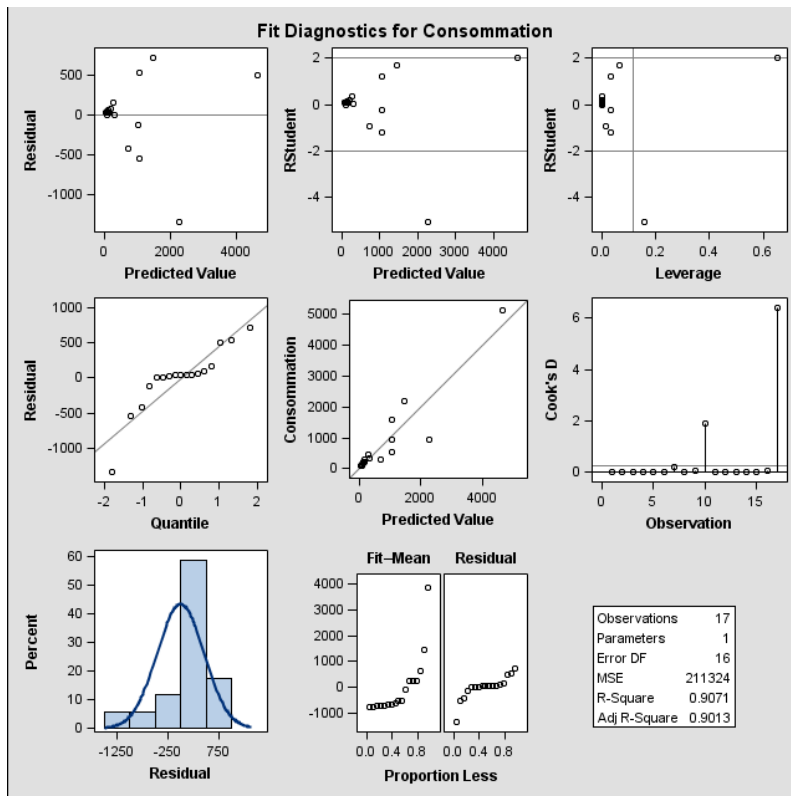 Fit Diagnostics for Consommation
500
0
-500
-1000
Residual
0 2000 4000
Predicted Value
2
0
-2
-4
RStudent
0 1000 2000 3000 4000
Predicted Value
2
0
-2
-4
RStudent
0.0 0.2 0.4 0.6
Leverage
1000
500
0
-500
-1000
Residual
-2 -1 0 1 2
Quantile
5000
4000
3000
2000
1000
0
Consommation
0 2000 4000
Predicted Value
6
4
2
0
Cook's D
0 5 10 15
Observation
60
50
40
30
20
10
0
Percent
-1250 -250 750
Residual
Fit–Mean Residual
4000
3000
2000
1000
0
-1000
0.0 0.4 0.8 0.0 0.4 0.8
Proportion Less
Observations 17
Parameters 1
Error DF 16
MSE 211324
R-Square 0.9071
Adj R-Square 0.9013